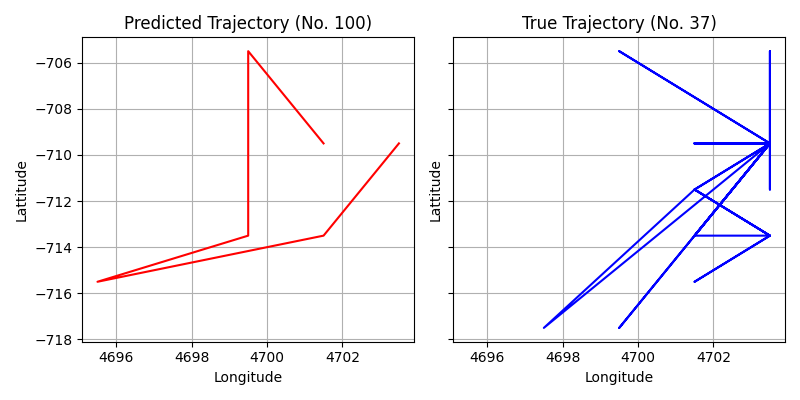 Predicted Trajectory (No. 100)
True Trajectory (No. 37)
−706
−708
−710
−712
−714
−716
−718
Lattitude
Lattitude
4696
4698
4700
4702
4696
4698
4700
4702
Longitude
Longitude